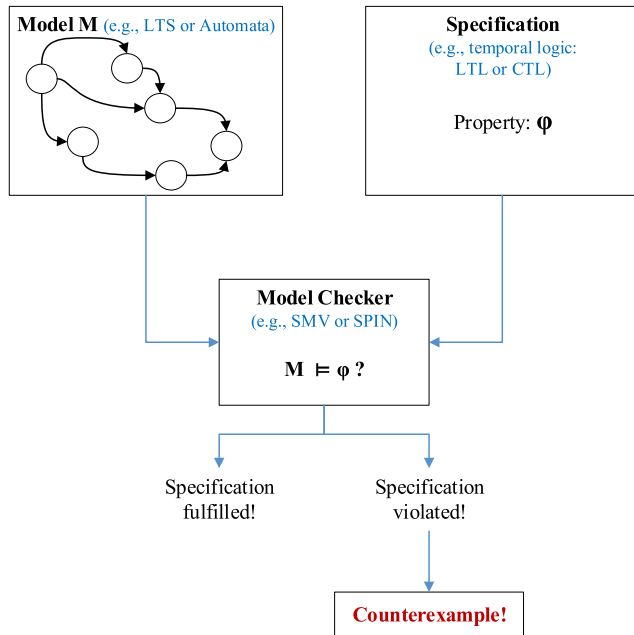 Model M (e.g., LTS or Automata)
Specification
(e.g., temporal logic:
LTL or CTL)
Property: φ
Model Checker
(e.g., SMV or SPIN)
M ⊨ φ ?
Specification
fulfilled!
Specification
violated!
Counterexample!